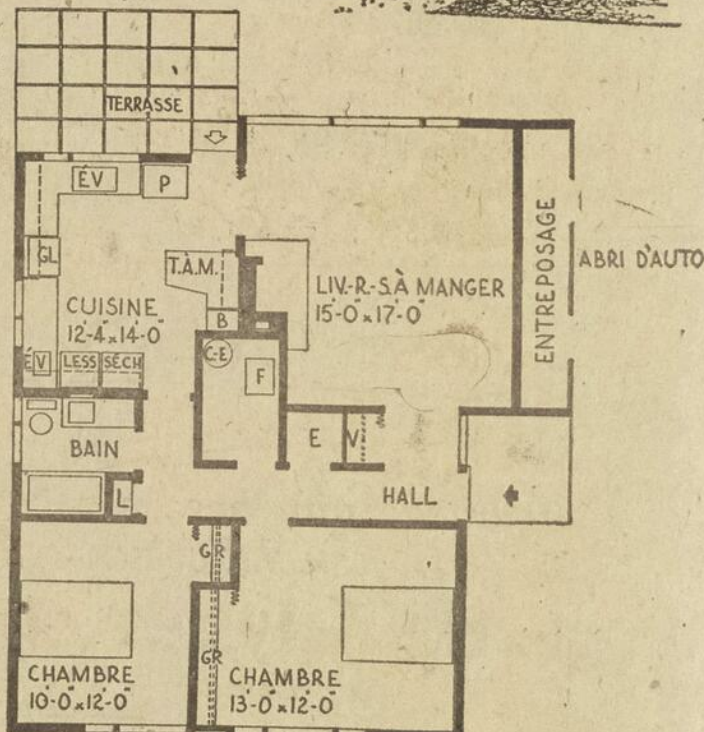 TERRASSE
ÉV
P
GL
T.À.M.
CUISINE
12'-4"x14'-0"
B
ÉV
LESS
SÉCH
LIV.-R.-S.À MANGER
15'-0"x17'-0"
ENTREPOSAGE
ABRI D'AUTO
C-E
F
BAIN
L
E
V
HALL
GR
GR
CHAMBRE
10'-0"x12'-0"
CHAMBRE
13'-0"x12'-0"